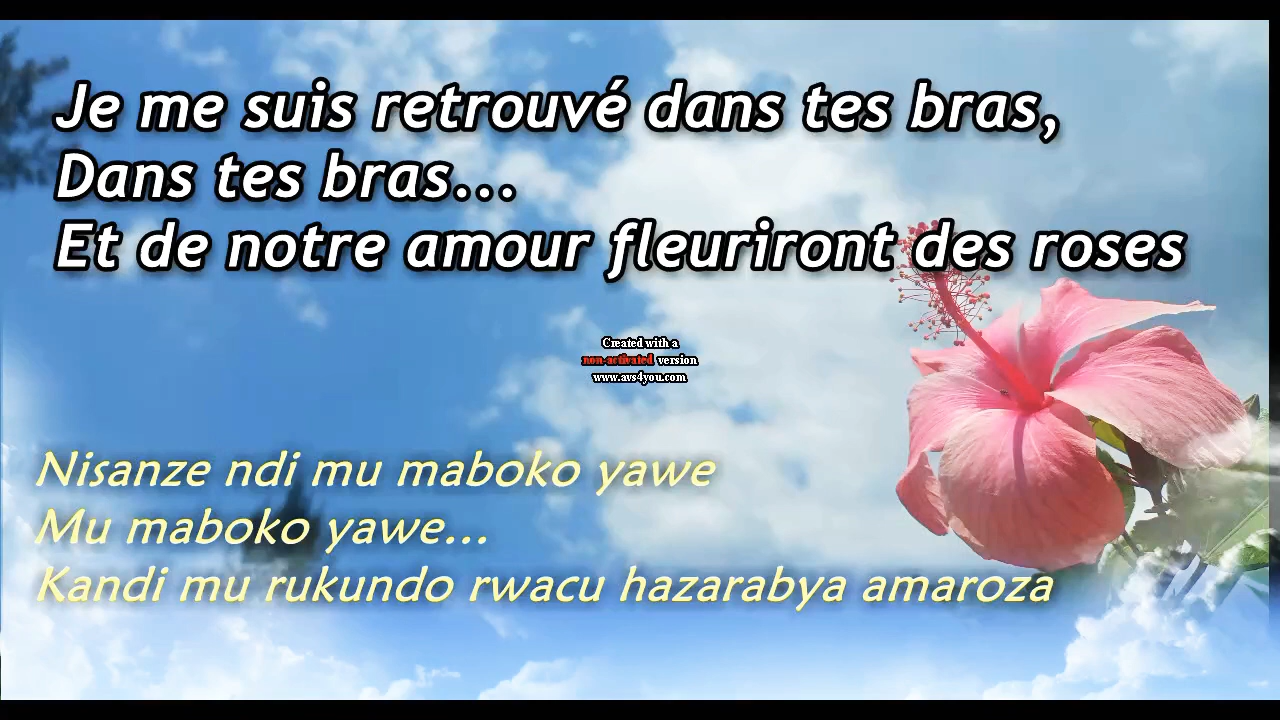 Je me suis retrouvé dans tes bras,
Dans tes bras...
Et de notre amour fleuriront des roses
Created with a
non-activated version
www.avs4you.com
Nisanze ndi mu maboko yawe
Mu maboko yawe...
Kandi mu rukundo rwacu hazarabya amaroza